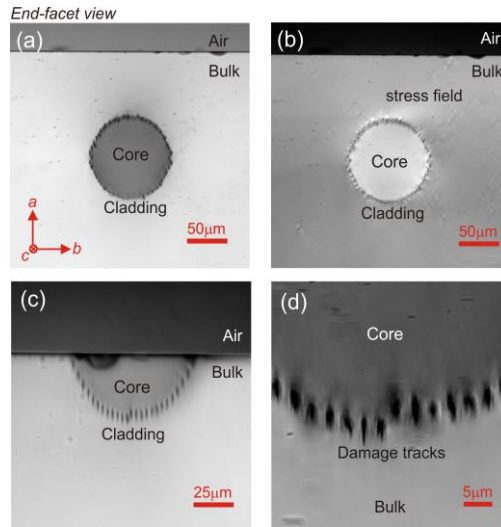 End-facet view
(a)
Air
Bulk
Core
Cladding
a
c
b
50μm
(b)
Air
Bulk
stress field
Core
Cladding
50μm
(c)
Air
Bulk
Core
Cladding
25μm
(d)
Core
Damage tracks
Bulk
5μm